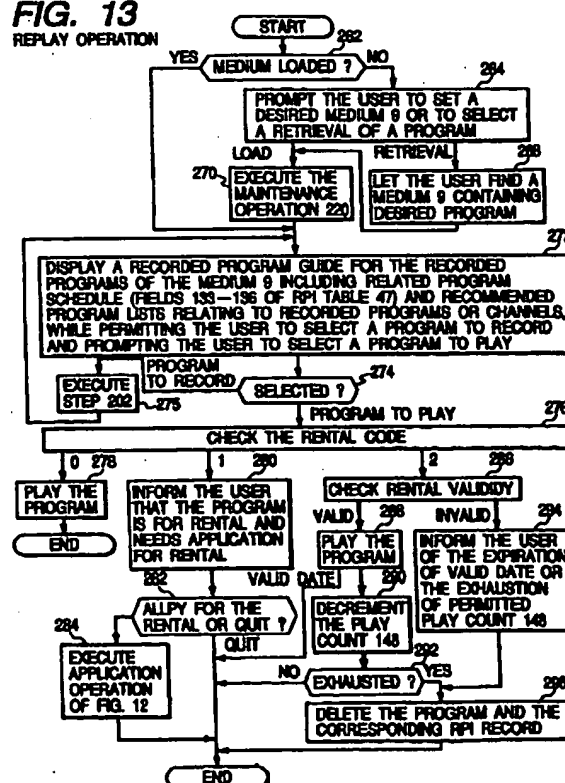 FIG. 13
REPLAY OPERATION
START
262
YES
MEDIUM LOADED ?
NO
264
PROMPT THE USER TO SET A
DESIRED MEDIUM 9 OR TO SELECT
A RETRIEVAL OF A PROGRAM
LOAD
RETRIEVAL
270
EXECUTE THE
MAINTENANCE
OPERATION 220
268
LET THE USER FIND A
MEDIUM 9 CONTAINING
DESIRED PROGRAM
DISPLAY A RECORDED PROGRAM GUIDE FOR THE RECORDED
PROGRAMS OF THE MEDIUM 9 INCLUDING RELATED PROGRAM
SCHEDULE (FIELDS 133—136 OF RPI TABLE 47) AND RECOMMENDED
PROGRAM LISTS RELATING TO RECORDED PROGRAMS OR CHANNELS,
WHILE PERMITTING THE USER TO SELECT A PROGRAM TO RECORD
AND PROMPTING THE USER TO SELECT A PROGRAM TO PLAY
PROGRAM
TO RECORD
274
EXECUTE
STEP 202
275
SELECTED ?
PROGRAM TO PLAY
276
CHECK THE RENTAL CODE
0
278
1
280
2
286
PLAY THE
PROGRAM
END
INFORM THE USER
THAT THE PROGRAM
IS FOR RENTAL AND
NEEDS APPLICATION
FOR RENTAL
CHECK RENTAL VALIDIDY
VALID
288
INVALID
294
PLAY THE
PROGRAM
INFORM THE USER
OF THE EXPIRATION
OF VALID DATE OR
THE EXHAUSTION
OF PERMITTED
PLAY COUNT 148
282
VALID DATE
290
DECREMENT
THE PLAY
COUNT 148
284
ALLPY FOR THE
RENTAL OR QUIT ?
QUIT
EXECUTE
APPLICATION
OPERATION
OF FIG. 12
292
NO
EXHAUSTED ?
YES
296
DELETE THE PROGRAM AND THE
CORRESPONDING RPI RECORD
END